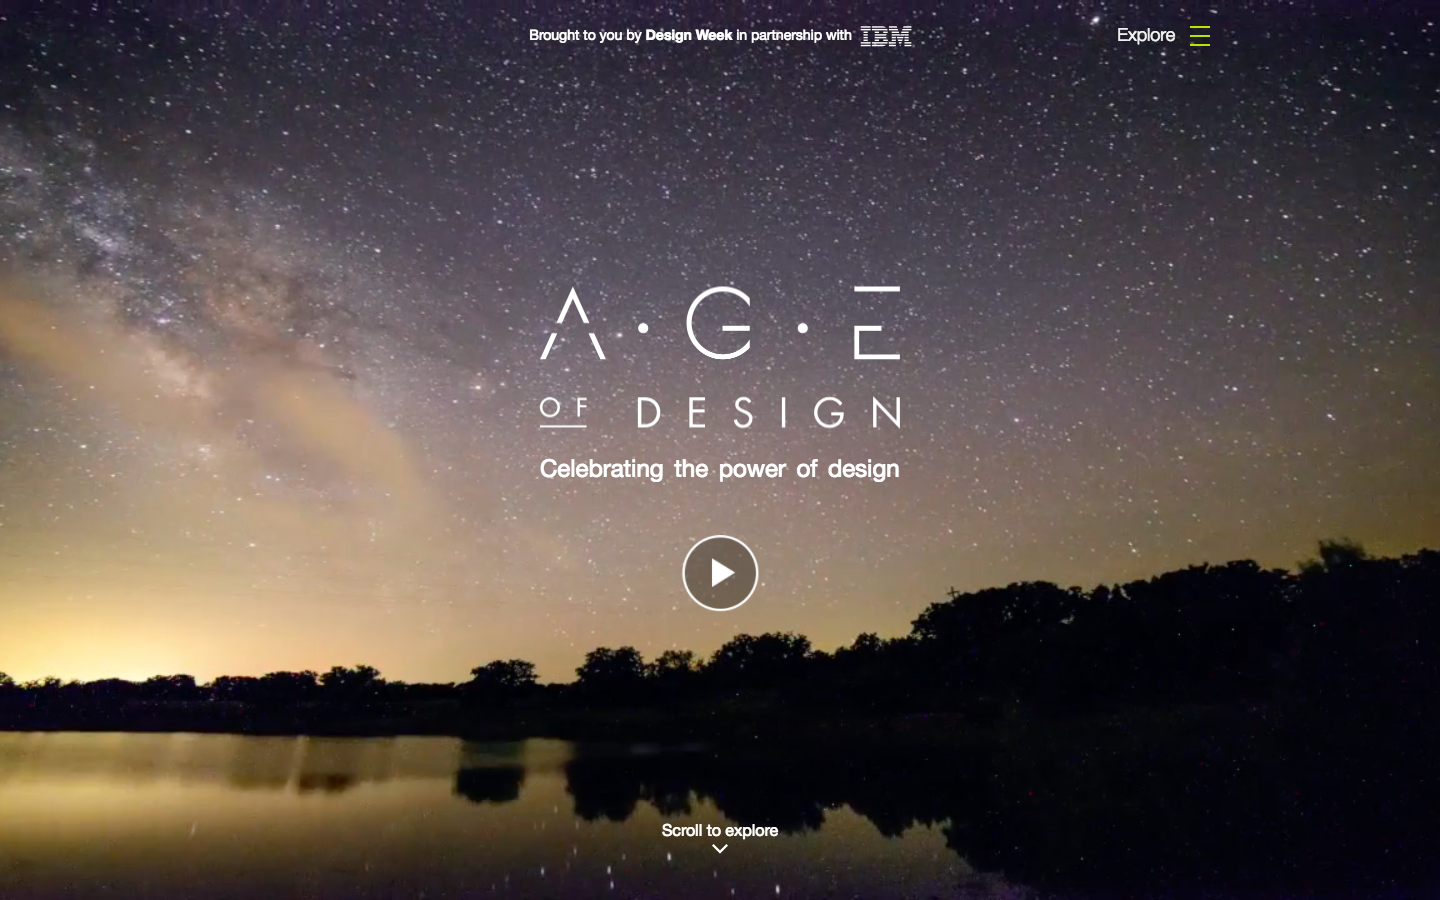 Brought to you by Design Week in partnership with IBM
Explore
A·G·E
OF DESIGN
Celebrating the power of design
Scroll to explore